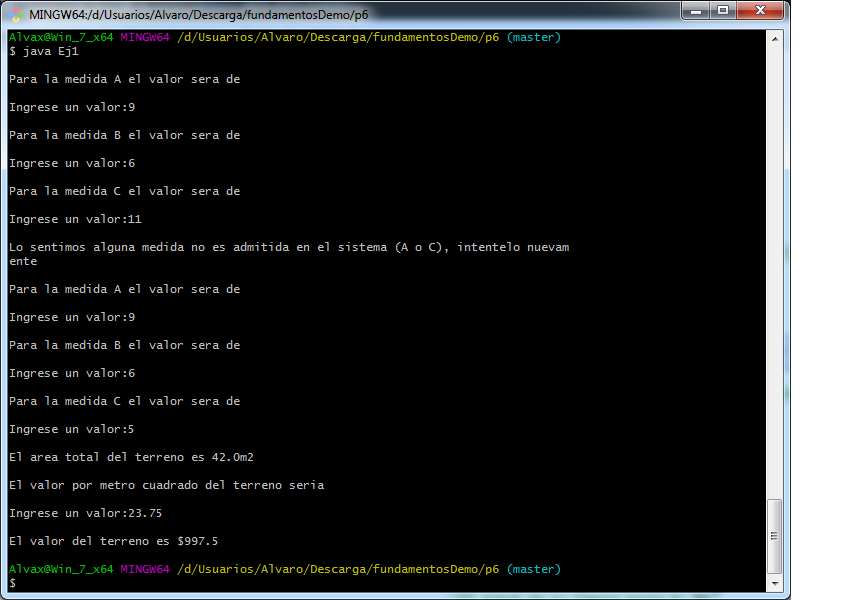 MINGW64:/d/Usuarios/Alvaro/Descarga/fundamentosDemo/p6
Alvax@Win_7_x64 MINGW64 /d/Usuarios/Alvaro/Descarga/fundamentosDemo/p6 (master)
$ java Ej1
Para la medida A el valor sera de
Ingrese un valor:9
Para la medida B el valor sera de
Ingrese un valor:6
Para la medida C el valor sera de
Ingrese un valor:11
Lo sentimos alguna medida no es admitida en el sistema (A o C), intentelo nuevam
ente
Para la medida A el valor sera de
Ingrese un valor:9
Para la medida B el valor sera de
Ingrese un valor:6
Para la medida C el valor sera de
Ingrese un valor:5
El area total del terreno es 42.0m2
El valor por metro cuadrado del terreno seria
Ingrese un valor:23.75
El valor del terreno es $997.5
Alvax@Win_7_x64 MINGW64 /d/Usuarios/Alvaro/Descarga/fundamentosDemo/p6 (master)
$